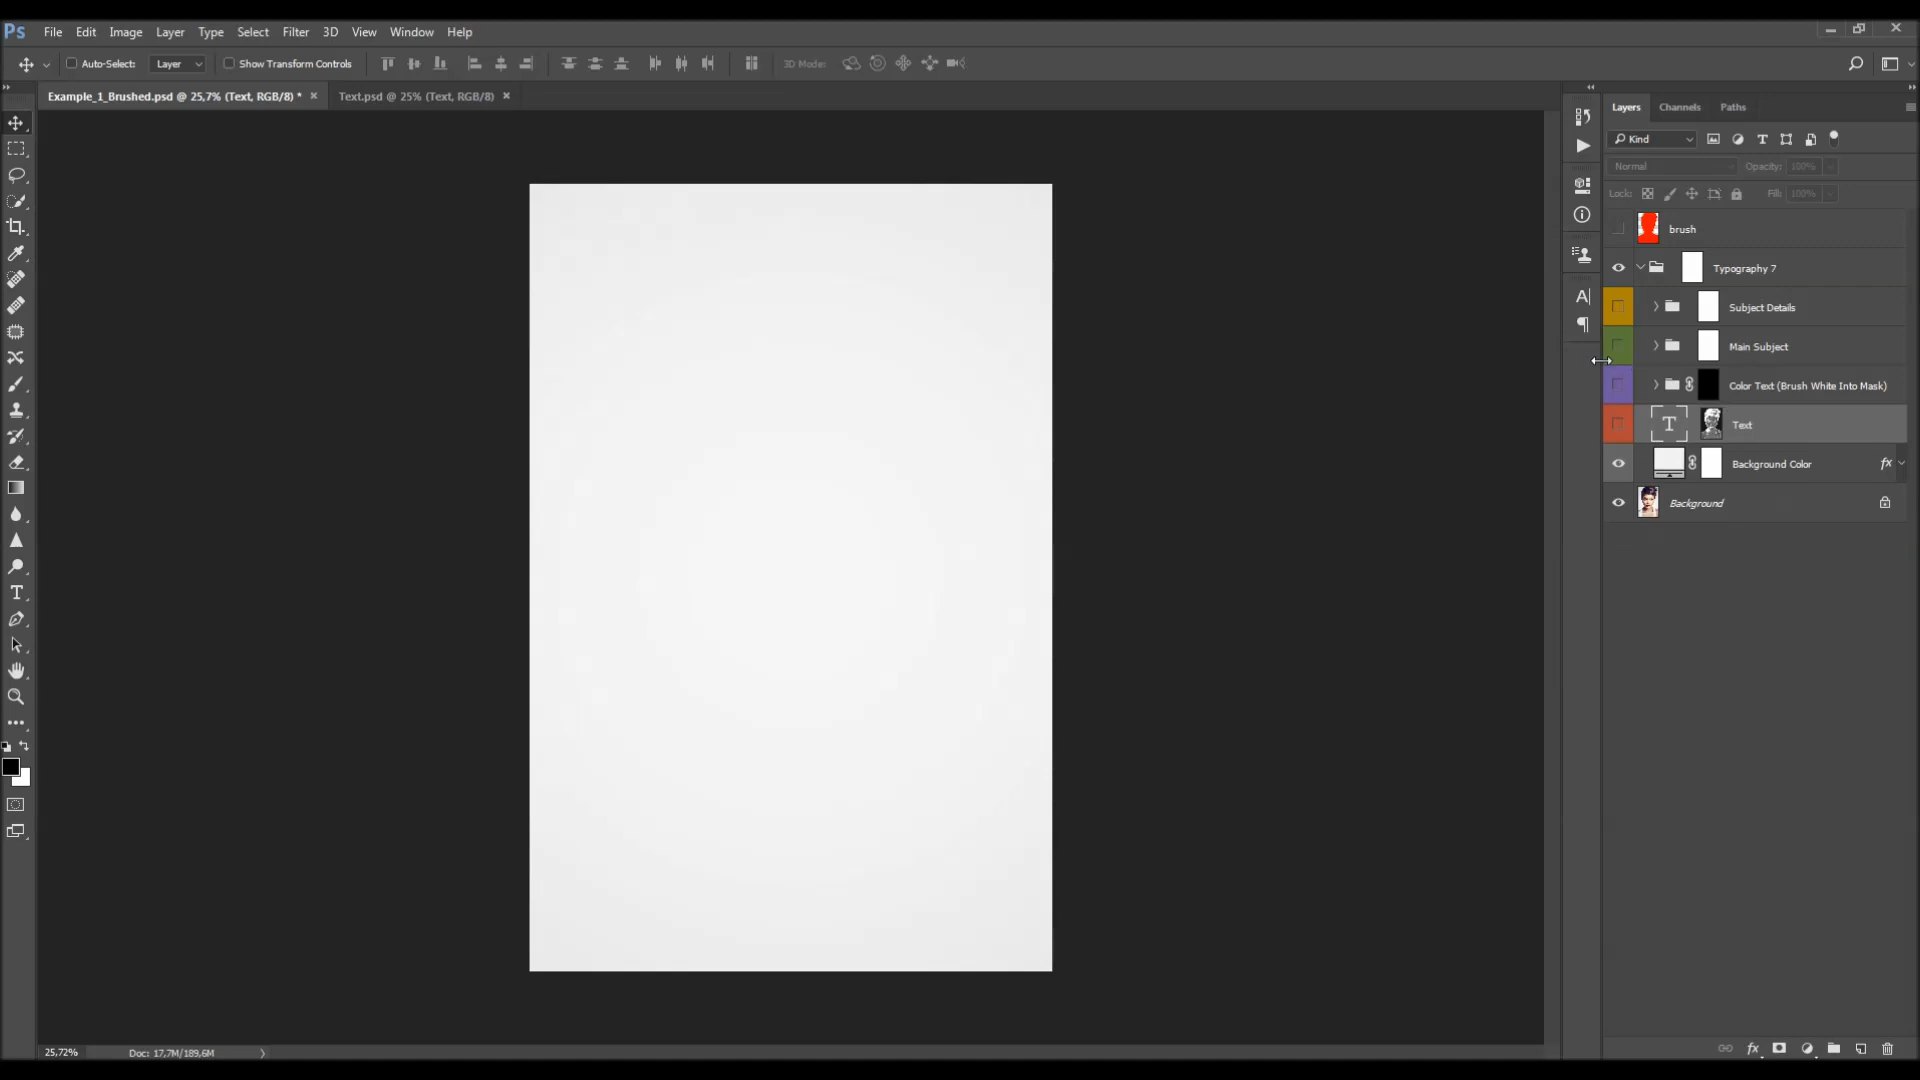 Ps File Edit Image Layer Type Select Filter 3D View Window Help
Auto-Select: Layer Show Transform Controls 3D Mode:
Example_1_Brushed.psd @ 25,7% (Text, RGB/8) * × Text.psd @ 25% (Text, RGB/8) ×
Layers Channels Paths
Kind
Normal Opacity: 100%
Lock: Fill: 100%
brush
Typography 7
Subject Details
Main Subject
Color Text (Brush White Into Mask)
Text
Background Color fx
Background
25,72% Doc: 17,7M/189,6M